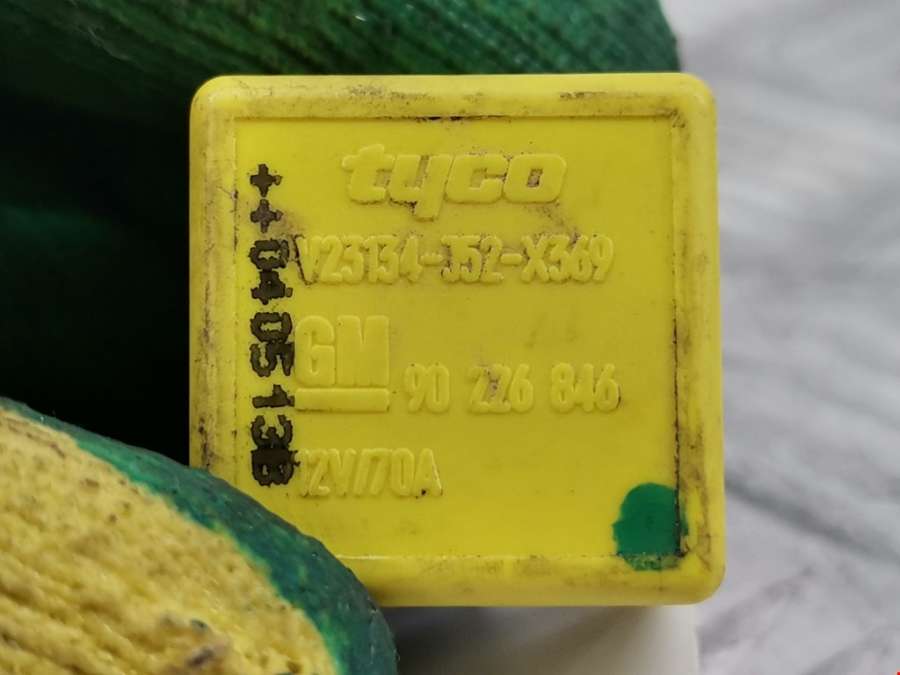 tyco
V23134-J52-X369
GM
90 226 846
12V/70A
++040513B